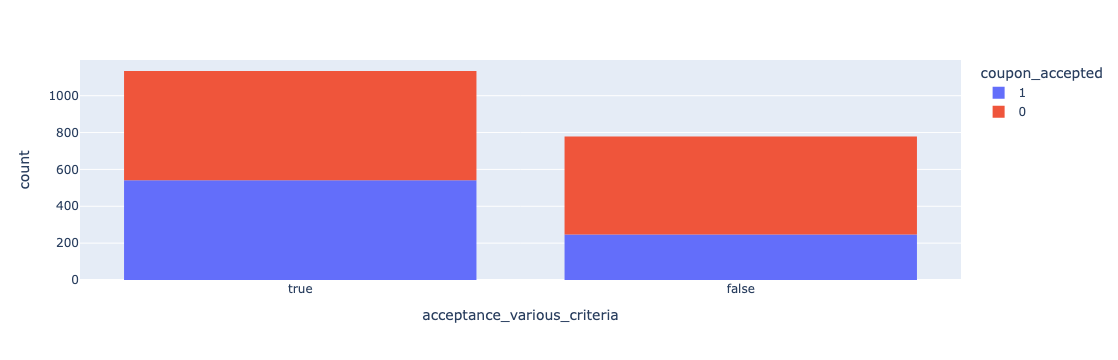 coupon_accepted
1
0
1000
800
600
400
200
0
count
true
false
acceptance_various_criteria